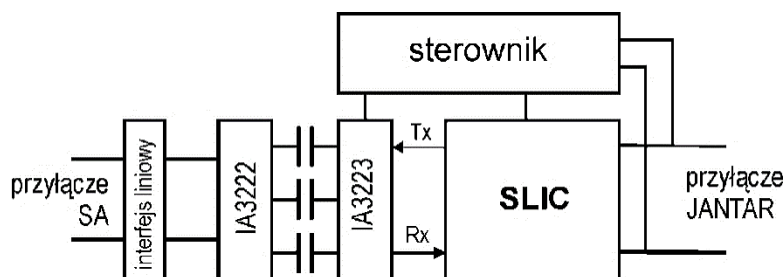 sterownik
przyłącze
SA
interfejs liniowy
IA3222
IA3223
Tx
Rx
SLIC
przyłącze
JANTAR